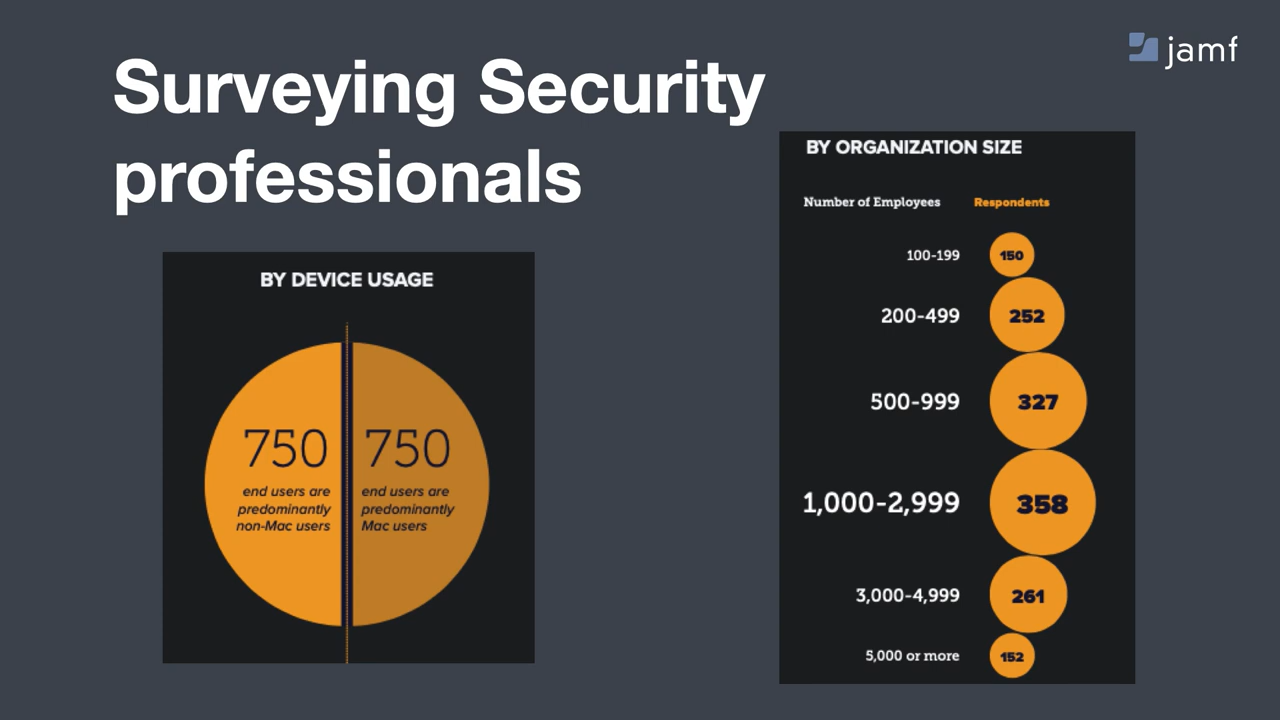 jamf
Surveying Security
professionals
BY DEVICE USAGE
750
end users are
predominantly
non-Mac users
750
end users are
predominantly
Mac users
BY ORGANIZATION SIZE
Number of Employees Respondents
100-199 150
200-499 252
500-999 327
1,000-2,999 358
3,000-4,999 261
5,000 or more 152